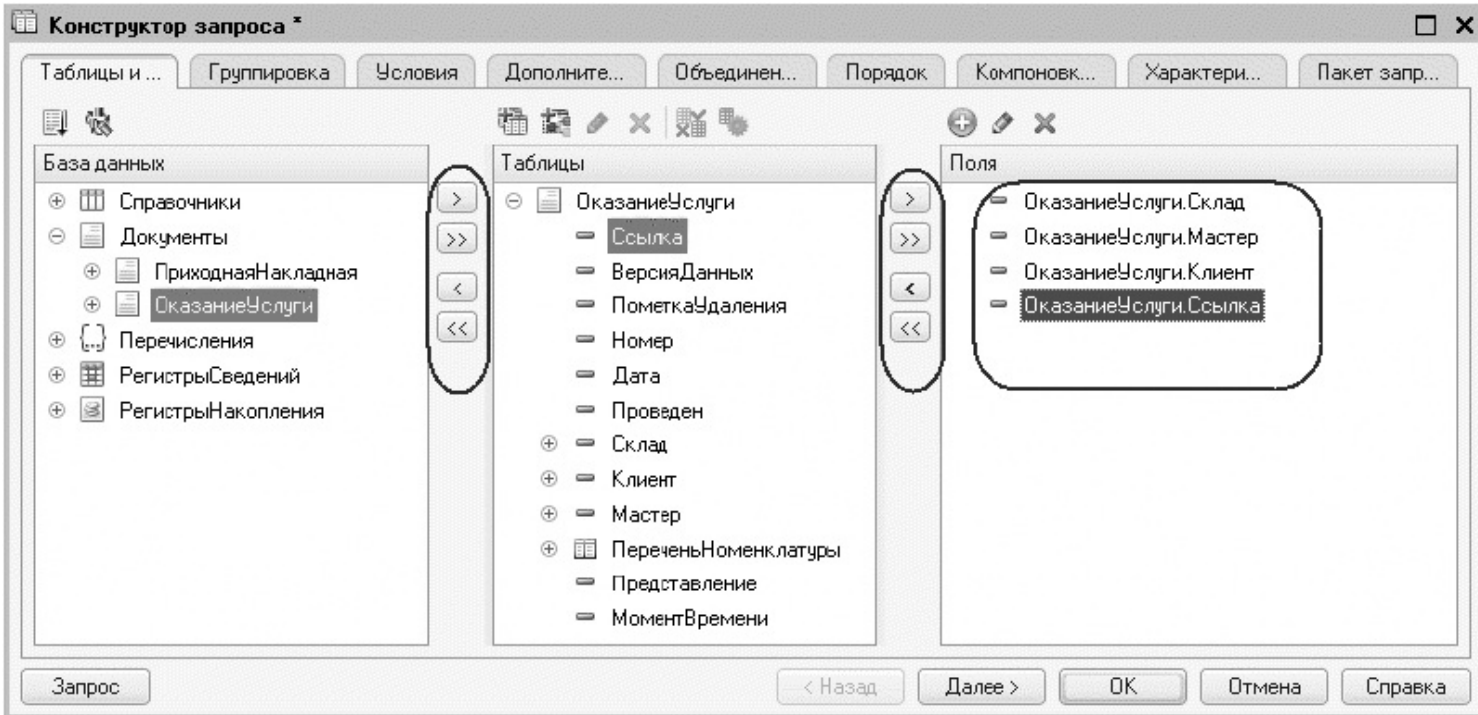 Конструктор запроса *
Таблицы и ...
Группировка
Условия
Дополните...
Объединен...
Порядок
Компоновк...
Характери...
Пакет запр...
База данных
Справочники
Документы
ПриходнаяНакладная
ОказаниеУслуги
Перечисления
РегистрыСведений
РегистрыНакопления
>
>>
<
<<
Таблицы
ОказаниеУслуги
Ссылка
ВерсияДанных
ПометкаУдаления
Номер
Дата
Проведен
Склад
Клиент
Мастер
ПереченьНоменклатуры
Представление
МоментВремени
>
>>
<
<<
Поля
ОказаниеУслуги.Склад
ОказаниеУслуги.Мастер
ОказаниеУслуги.Клиент
ОказаниеУслуги.Ссылка
Запрос
< Назад
Далее >
OK
Отмена
Справка